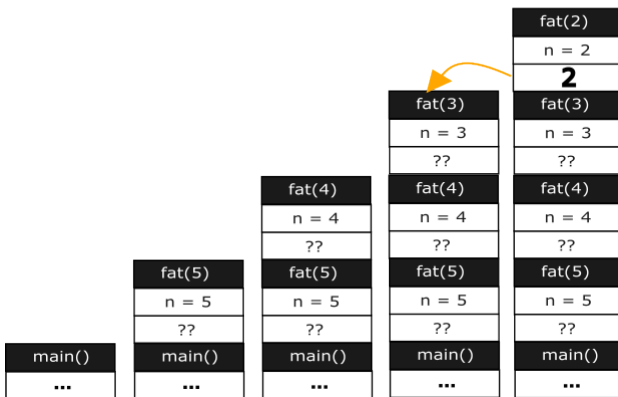 fat(2)
n = 2
2
fat(3) fat(3)
n = 3 n = 3
?? ??
fat(4) fat(4) fat(4)
n = 4 n = 4 n = 4
?? ?? ??
fat(5) fat(5) fat(5) fat(5)
n = 5 n = 5 n = 5 n = 5
?? ?? ?? ??
main() main() main() main() main()
... ... ... ... ...